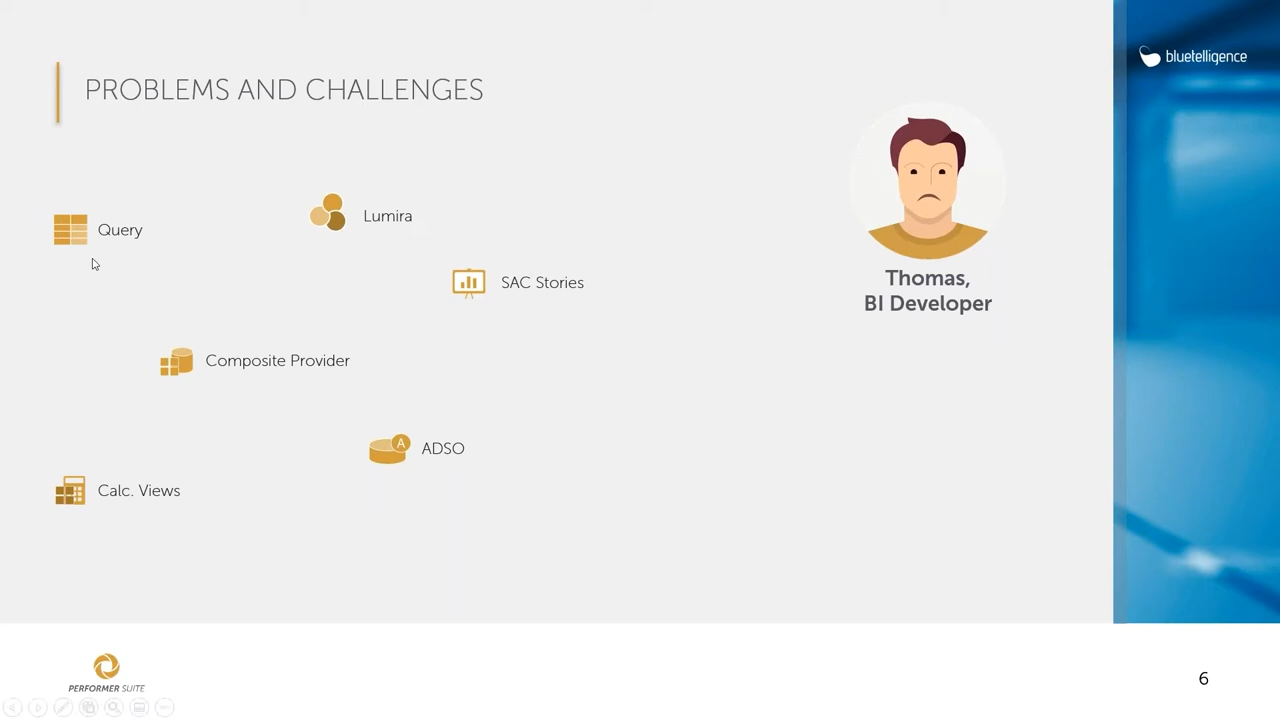 bluetelligence
PROBLEMS AND CHALLENGES
Query
Lumira
SAC Stories
Thomas,
BI Developer
Composite Provider
A
ADSO
Calc. Views
PERFORMER SUITE
6